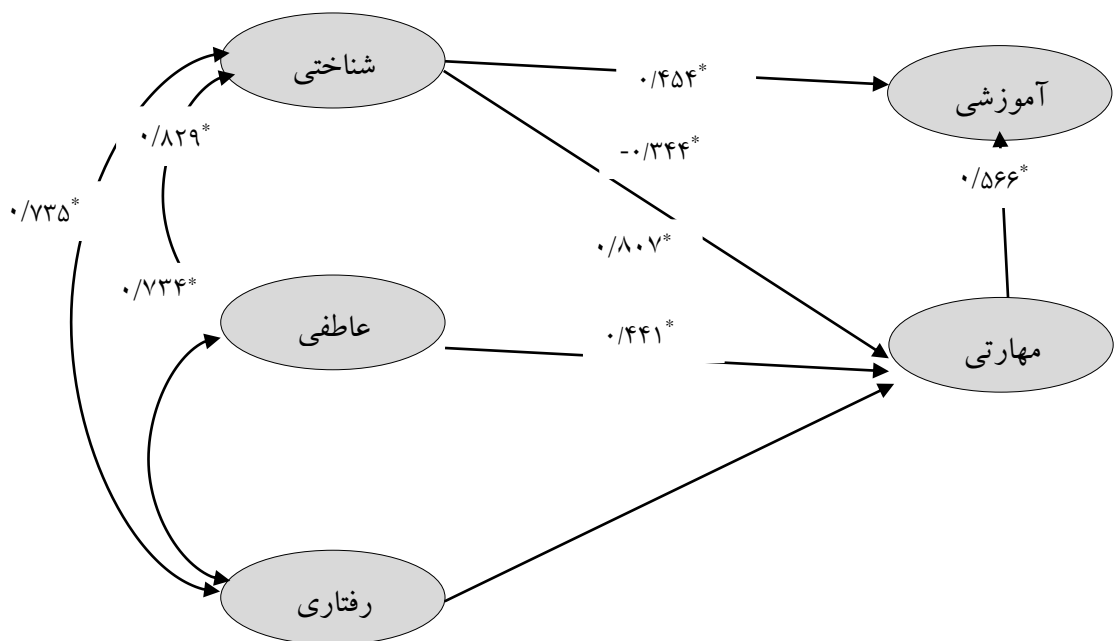 شناختی
آموزشی
۰/۴۵۴*
۰/۸۲۹*
-۰/۳۴۴*
۰/۵۶۶*
۰/۷۳۵*
۰/۸۰۷*
۰/۷۳۴*
عاطفی
۰/۴۴۱*
مهارتی
رفتاری